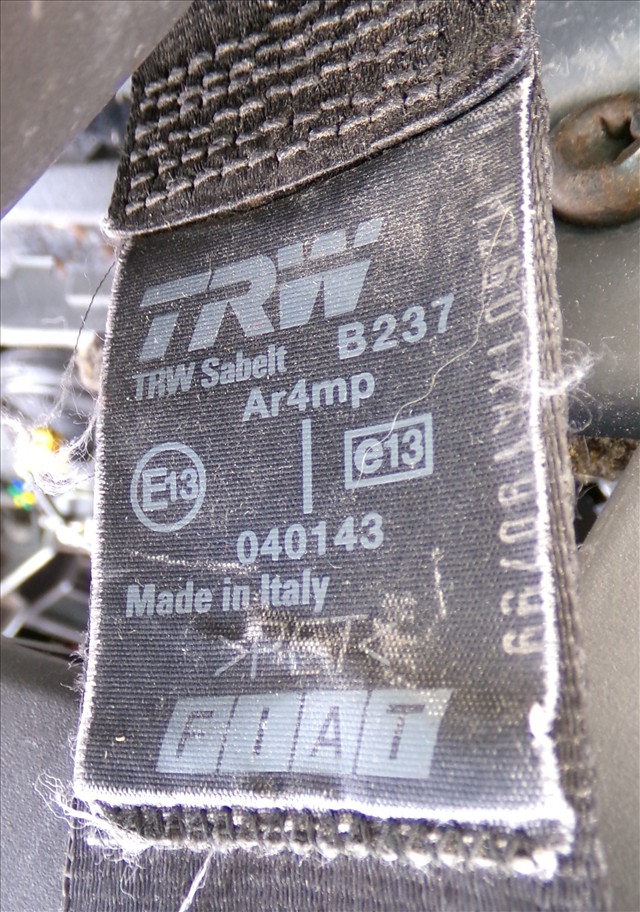 TRW
TRW Sabelt B237
Ar4mp
E13 e13
040143
Made in Italy
FIAT